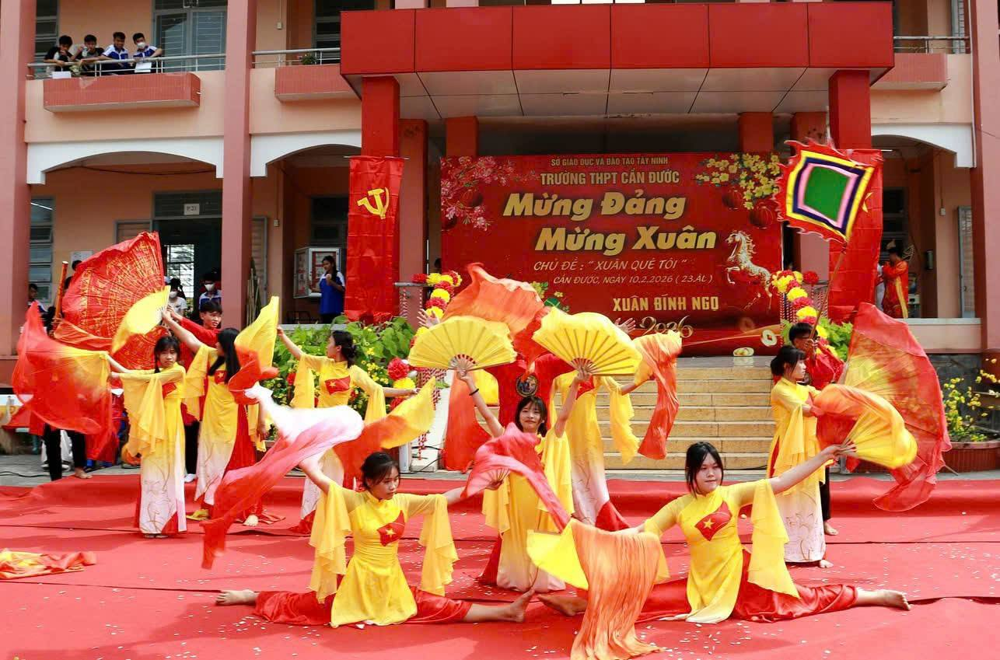 SỞ GIÁO DỤC VÀ ĐÀO TẠO TÂY NINH
TRƯỜNG THPT CẦN ĐƯỚC
Mừng Đảng
Mừng Xuân
CHỦ ĐỀ : " XUÂN QUÊ TÔI "
CẦN ĐƯỚC, NGÀY 10.2.2026 ( 23.ÂL )
XUÂN BÍNH NGỌ
2026